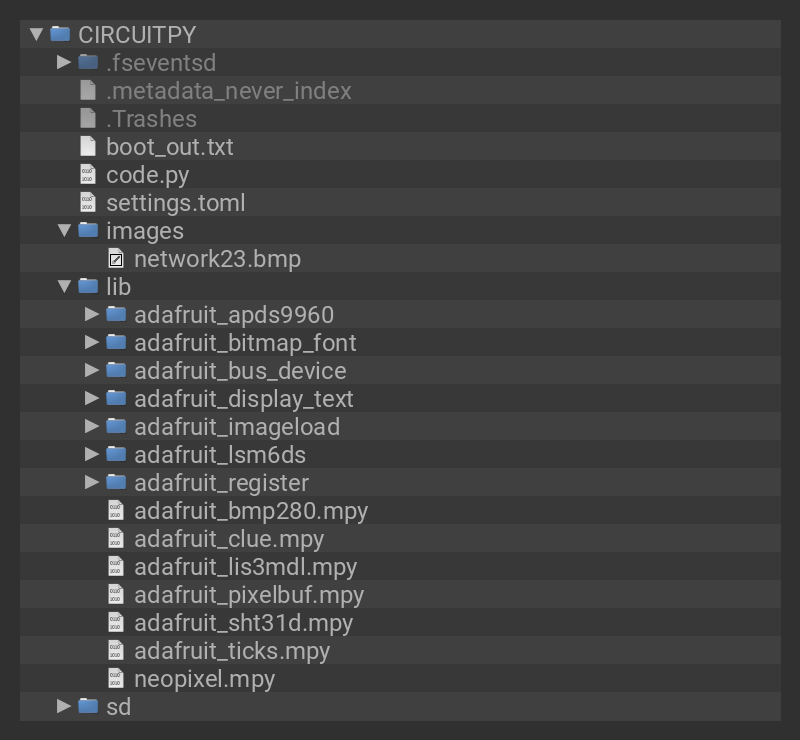 CIRCUITPY
.fseventsd
.metadata_never_index
.Trashes
boot_out.txt
code.py
settings.toml
images
network23.bmp
lib
adafruit_apds9960
adafruit_bitmap_font
adafruit_bus_device
adafruit_display_text
adafruit_imageload
adafruit_lsm6ds
adafruit_register
adafruit_bmp280.mpy
adafruit_clue.mpy
adafruit_lis3mdl.mpy
adafruit_pixelbuf.mpy
adafruit_sht31d.mpy
adafruit_ticks.mpy
neopixel.mpy
sd